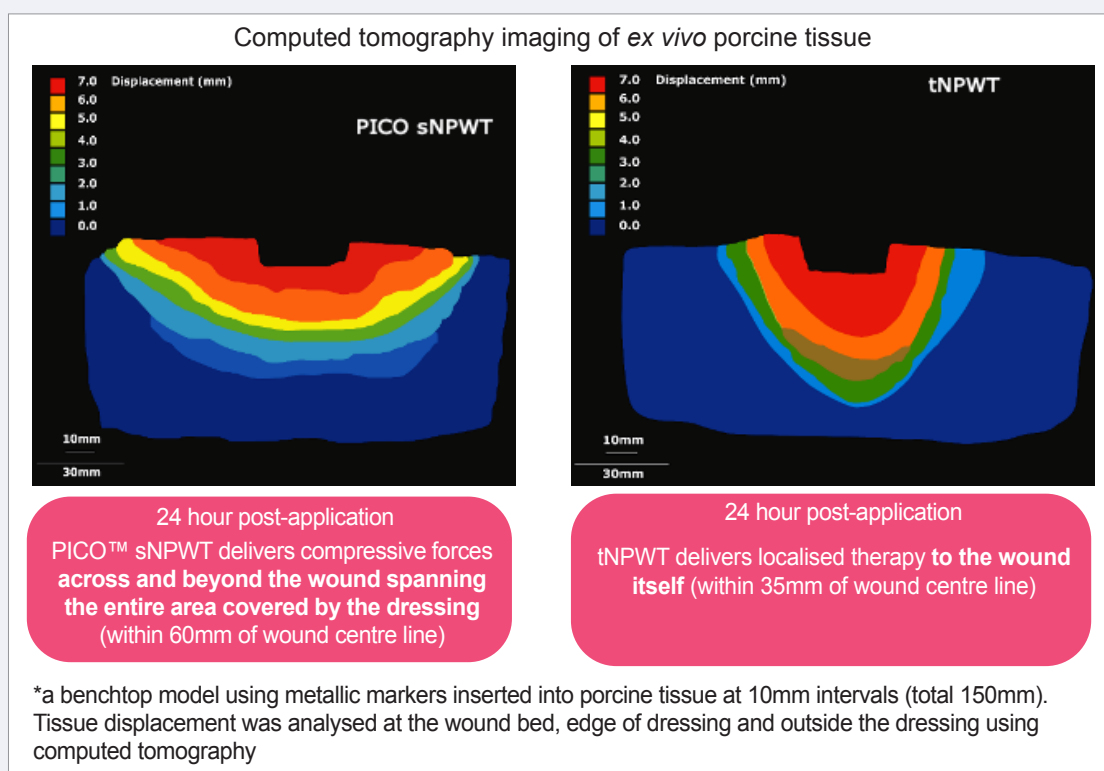 Computed tomography imaging of ex vivo porcine tissue
7.0 Displacement (mm)
6.0
5.0
4.0
3.0
2.0
1.0
0.0
PICO sNPWT
10mm
30mm
7.0 Displacement (mm)
6.0
5.0
4.0
3.0
2.0
1.0
0.0
tNPWT
10mm
30mm
24 hour post-application
PICO™ sNPWT delivers compressive forces
across and beyond the wound spanning
the entire area covered by the dressing
(within 60mm of wound centre line)
24 hour post-application
tNPWT delivers localised therapy to the wound
itself (within 35mm of wound centre line)
*a benchtop model using metallic markers inserted into porcine tissue at 10mm intervals (total 150mm).
Tissue displacement was analysed at the wound bed, edge of dressing and outside the dressing using
computed tomography